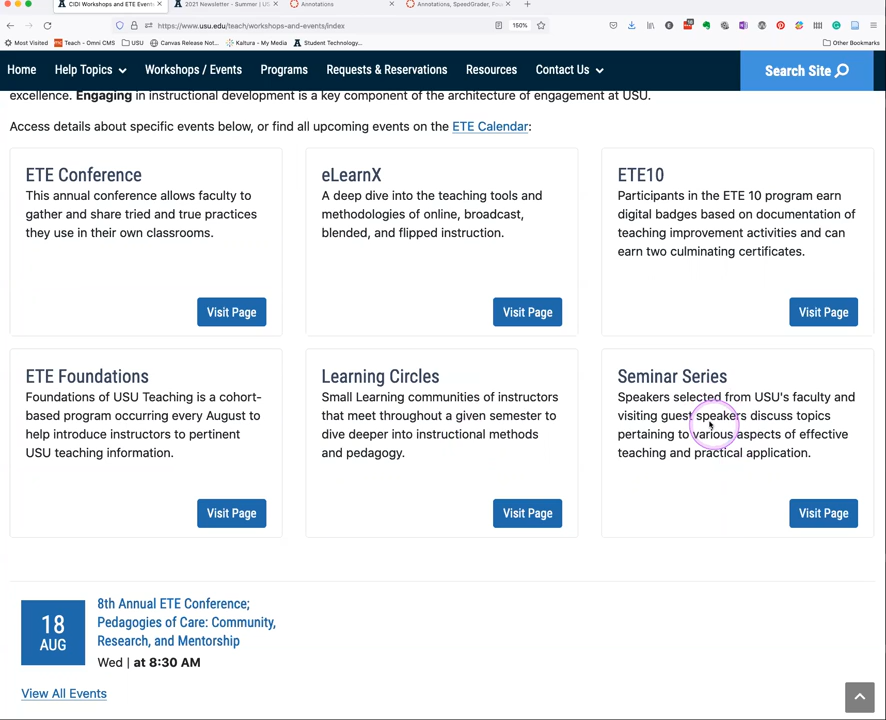 CIDI Workshops and ETE Event
2021 Newsletter - Summer | US
Annotations
Annotations, SpeedGrader, Fou
https://www.usu.edu/teach/workshops-and-events/index
150%
Most Visited
Teach - Omni CMS
USU
Canvas Release Not...
Kaltura - My Media
Student Technology...
Other Bookmarks
Home
Help Topics
Workshops / Events
Programs
Requests & Reservations
Resources
Contact Us
Search Site
excellence. Engaging in instructional development is a key component of the architecture of engagement at USU.
Access details about specific events below, or find all upcoming events on the ETE Calendar:
ETE Conference
This annual conference allows faculty to
gather and share tried and true practices
they use in their own classrooms.
Visit Page
eLearnX
A deep dive into the teaching tools and
methodologies of online, broadcast,
blended, and flipped instruction.
Visit Page
ETE10
Participants in the ETE 10 program earn
digital badges based on documentation of
teaching improvement activities and can
earn two culminating certificates.
Visit Page
ETE Foundations
Foundations of USU Teaching is a cohort-
based program occurring every August to
help introduce instructors to pertinent
USU teaching information.
Visit Page
Learning Circles
Small Learning communities of instructors
that meet throughout a given semester to
dive deeper into instructional methods
and pedagogy.
Visit Page
Seminar Series
Speakers selected from USU's faculty and
visiting guest speakers discuss topics
pertaining to various aspects of effective
teaching and practical application.
Visit Page
18
AUG
8th Annual ETE Conference;
Pedagogies of Care: Community,
Research, and Mentorship
Wed | at 8:30 AM
View All Events